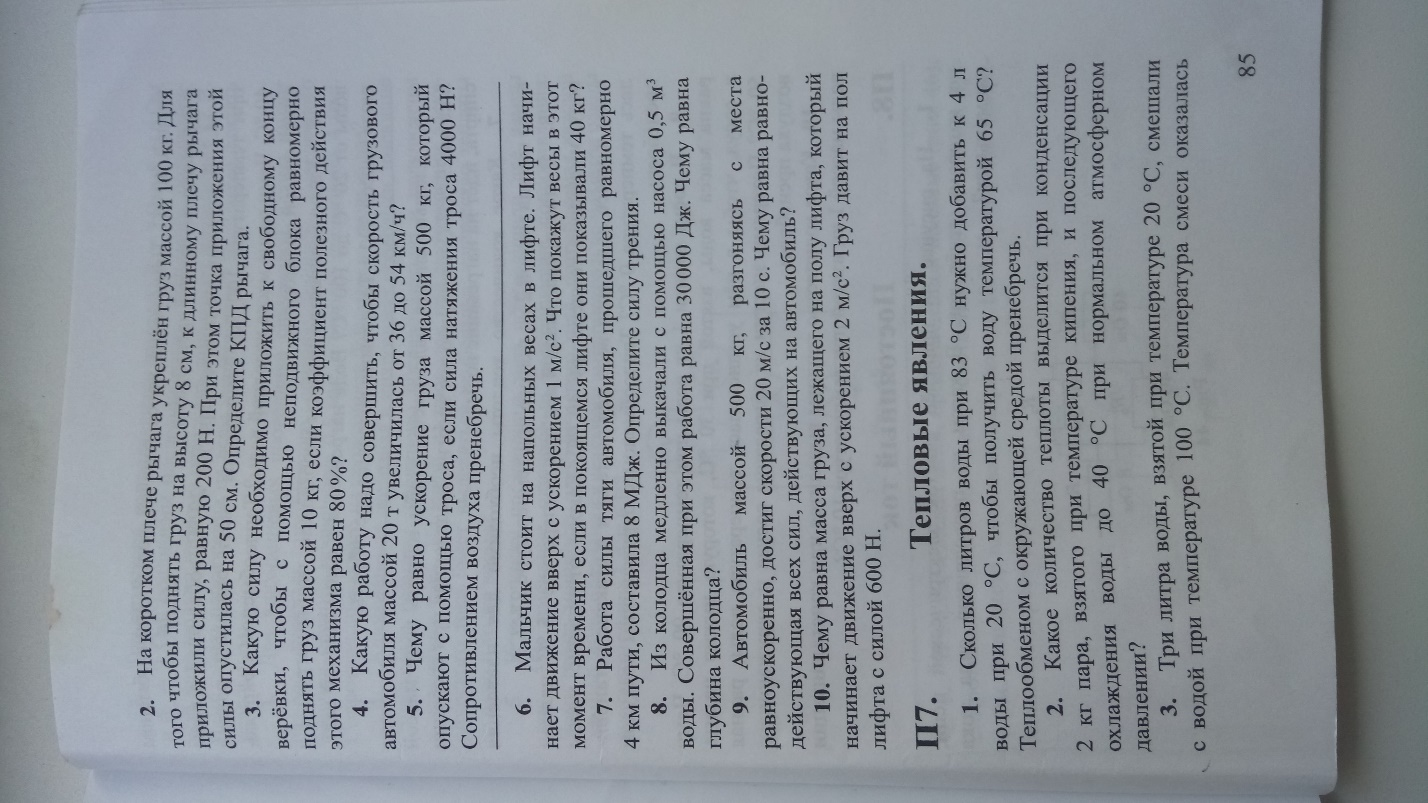 2. На коротком плече рычага укреплён груз массой 100 кг. Для
того чтобы поднять груз на высоту 8 см, к длинному плечу рычага
приложили силу, равную 200 Н. При этом точка приложения этой
силы опустилась на 50 см. Определите КПД рычага.
3. Какую силу необходимо приложить к свободному концу
верёвки, чтобы с помощью неподвижного блока равномерно
поднять груз массой 10 кг, если коэффициент полезного действия
этого механизма равен 80%?
4. Какую работу надо совершить, чтобы скорость грузового
автомобиля массой 20 т увеличилась от 36 до 54 км/ч?
5. Чему равно ускорение груза массой 500 кг, который
опускают с помощью троса, если сила натяжения троса 4000 Н?
Сопротивлением воздуха пренебречь.
6. Мальчик стоит на напольных весах в лифте. Лифт начи-
нает движение вверх с ускорением 1 м/с². Что покажут весы в этот
момент времени, если в покоящемся лифте они показывали 40 кг?
7. Работа силы тяги автомобиля, прошедшего равномерно
4 км пути, составила 8 МДж. Определите силу трения.
8. Из колодца медленно выкачали с помощью насоса 0,5 м³
воды. Совершённая при этом работа равна 30 000 Дж. Чему равна
глубина колодца?
9. Автомобиль массой 500 кг, разгоняясь с места
равноускоренно, достиг скорости 20 м/с за 10 с. Чему равна равно-
действующая всех сил, действующих на автомобиль?
10. Чему равна масса груза, лежащего на полу лифта, который
начинает движение вверх с ускорением 2 м/с². Груз давит на пол
лифта с силой 600 Н.
П7. Тепловые явления.
1. Сколько литров воды при 83 °С нужно добавить к 4 л
воды при 20 °С, чтобы получить воду температурой 65 °С?
Теплообменом с окружающей средой пренебречь.
2. Какое количество теплоты выделится при конденсации
2 кг пара, взятого при температуре кипения, и последующего
охлаждения воды до 40 °С при нормальном атмосферном
давлении?
3. Три литра воды, взятой при температуре 20 °С, смешали
с водой при температуре 100 °С. Температура смеси оказалась
85